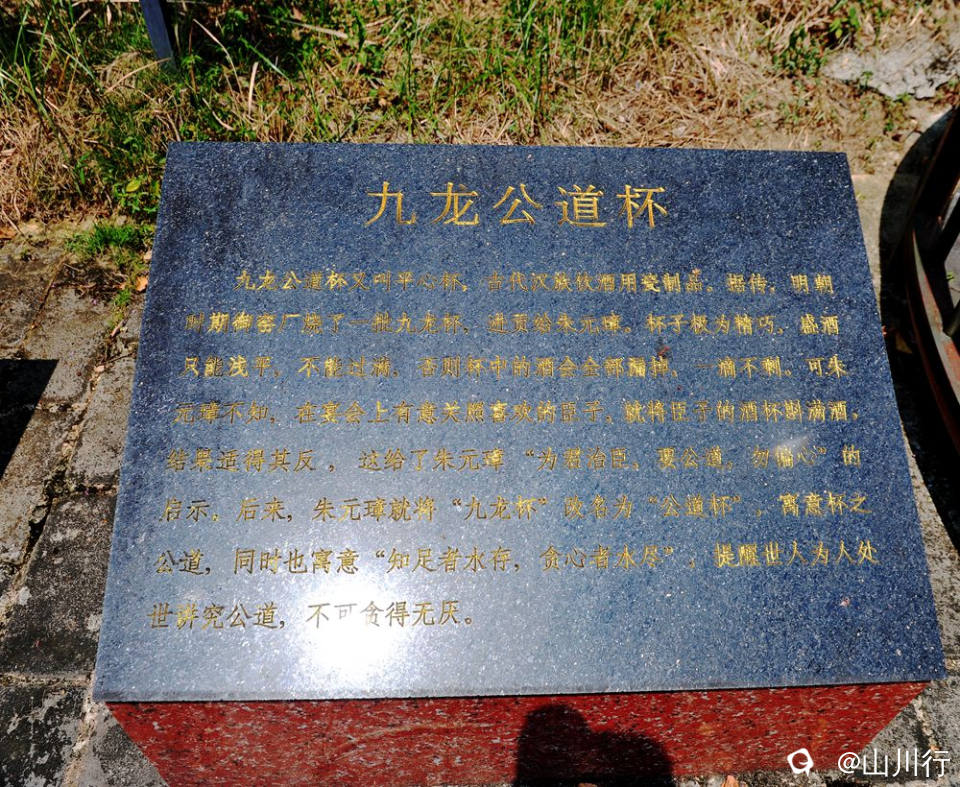 九龙公道杯
九龙公道杯又叫平心杯，古代汉族饮酒用瓷制品。据传，明朝
时期御窑厂烧了一批九龙杯，进贡给朱元璋。杯子极为精巧，盛酒
只能浅平，不能过满，否则杯中的酒会全部漏掉，一滴不剩。可朱
元璋不知，在宴会上有意关照喜欢的臣子，就将臣子的酒杯斟满酒，
结果适得其反，这给了朱元璋“为君治臣，要公道，勿偏心”的
启示，后来，朱元璋就将“九龙杯”改名为“公道杯”，寓意杯之
公道，同时也寓意“知足者水存，贪心者水尽”，提醒世人为人处
世讲究公道，不可贪得无厌。
@山川行